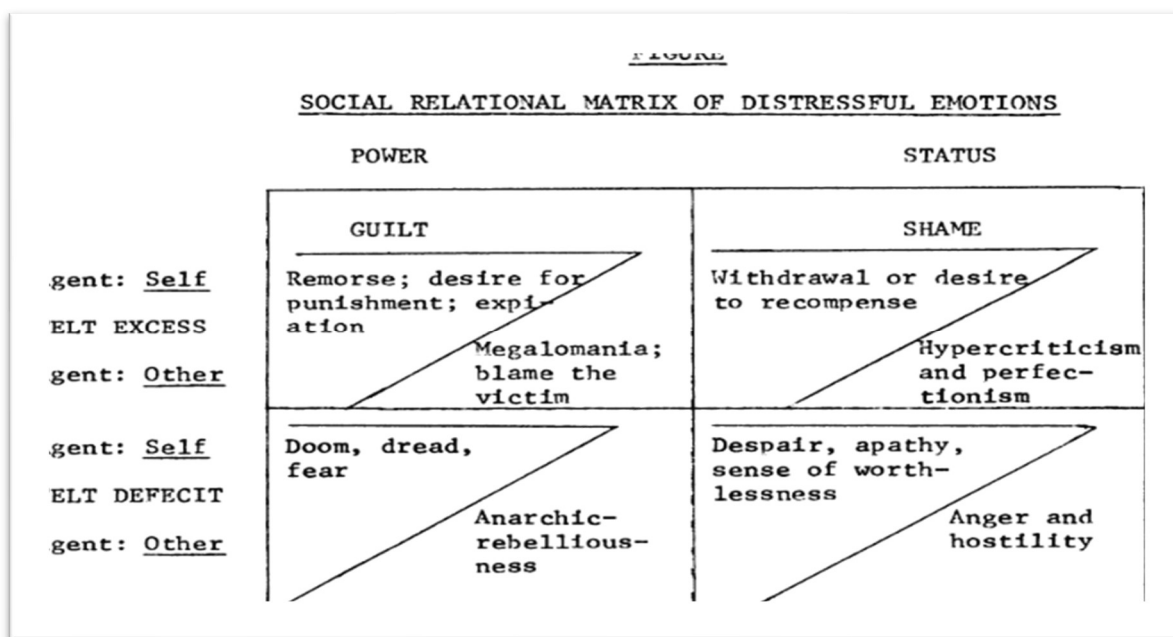 FIGURE
SOCIAL RELATIONAL MATRIX OF DISTRESSFUL EMOTIONS
POWER
STATUS
gent: Self
ELT EXCESS
gent: Other
GUILT
Remorse; desire for
punishment; expi-
ation
Megalomania;
blame the
victim
SHAME
Withdrawal or desire
to recompense
Hypercriticism
and perfec-
tionism
gent: Self
ELT DEFECIT
gent: Other
Doom, dread,
fear
Anarchic-
rebellious-
ness
Despair, apathy,
sense of worth-
lessness
Anger and
hostility